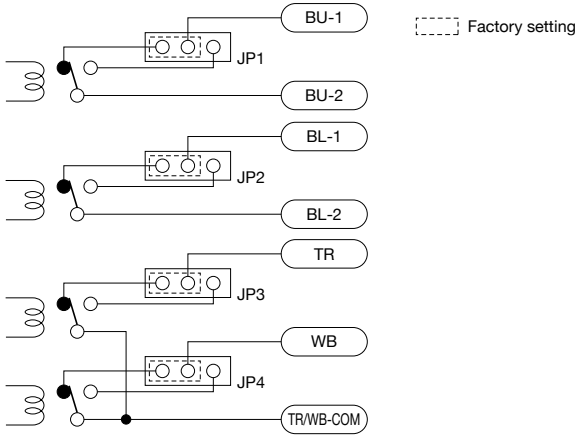 BU-1
Factory setting
JP1
BU-2
BL-1
JP2
BL-2
TR
JP3
WB
JP4
TR/WB-COM